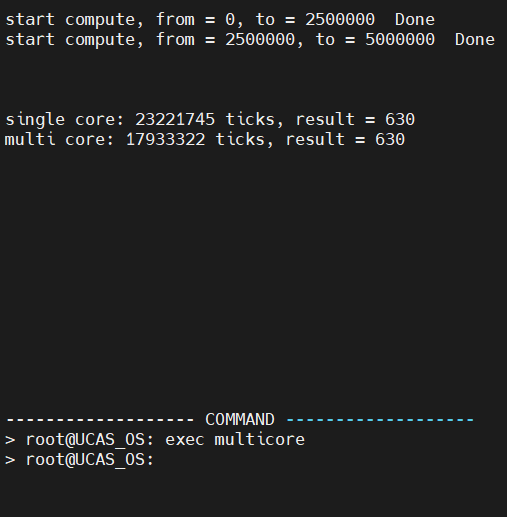 start compute, from = 0, to = 2500000  Done
start compute, from = 2500000, to = 5000000  Done
single core: 23221745 ticks, result = 630
multi core: 17933322 ticks, result = 630
------------------- COMMAND -------------------
> root@UCAS_OS: exec multicore
> root@UCAS_OS: